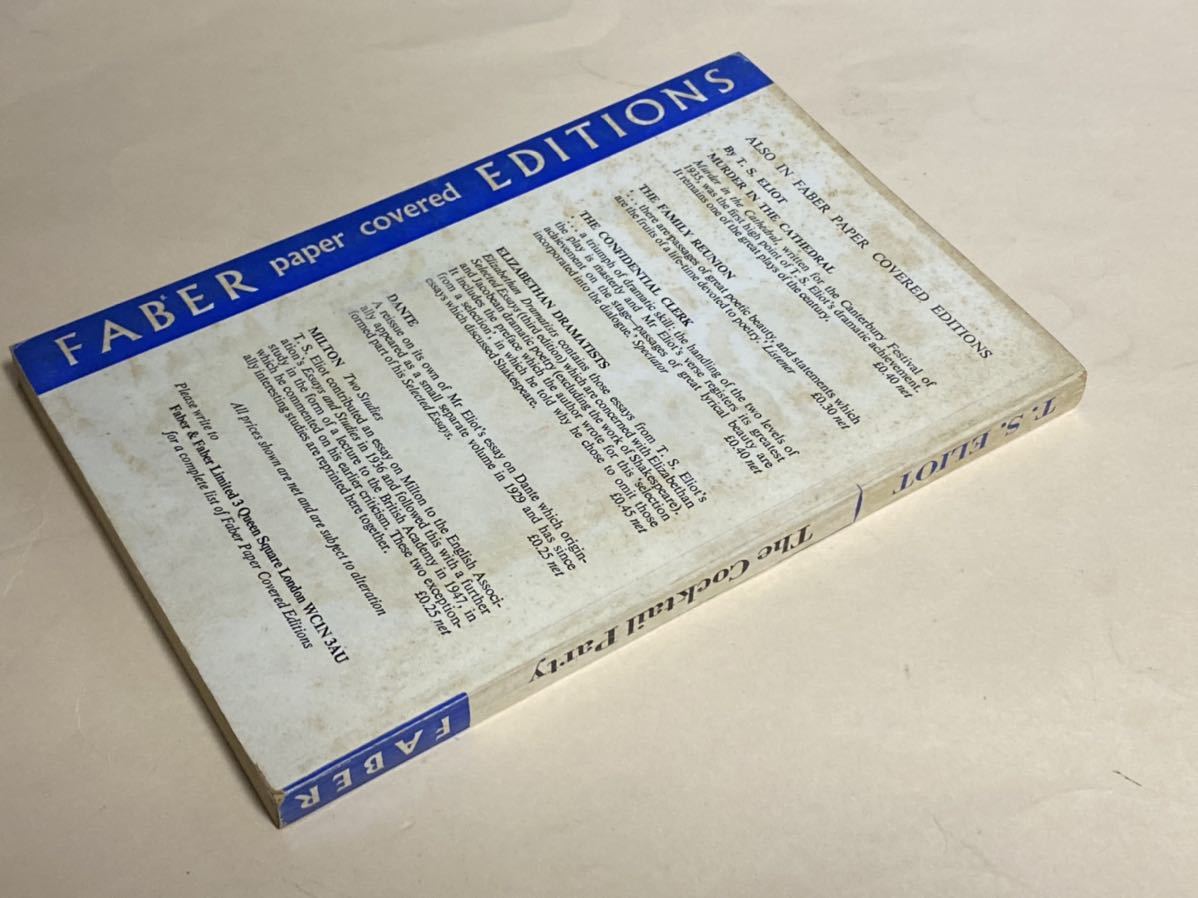 FABER paper covered EDITIONS
ALSO IN FABER PAPER COVERED EDITIONS
By T. S. ELIOT
MURDER IN THE CATHEDRAL
Murder in the Cathedral, written for the Canterbury Festival of
1935, was the first high point of T. S. Eliot's dramatic achievement.
It remains one of the great plays of the century.
£0.40 net
THE FAMILY REUNION
'. . . there are passages of great poetic beauty, and statements which
are the fruits of a life-time devoted to poetry.' Listener
£0.30 net
THE CONFIDENTIAL CLERK
'. . . a triumph of dramatic skill; the handling of the two levels of
the play is masterly and Mr Eliot's verse registers its greatest
achievement on the stage—passages of great lyrical beauty are
incorporated into the dialogue.' Spectator
£0.40 net
ELIZABETHAN DRAMATISTS
Elizabethan Dramatists contains those essays from T. S. Eliot's
Selected Essays (third edition) which are concerned with Elizabethan
and Jacobean dramatic poetry (excluding the work of Shakespeare).
It includes the preface which the author wrote for this 'selection
from a selection', in which he told why he chose to omit those
essays which discussed Shakespeare.
£0.45 net
DANTE
A reissue on its own of Mr Eliot's essay on Dante which origin-
ally appeared as a small separate volume in 1929 and has since
formed part of his Selected Essays.
£0.25 net
MILTON Two Studies
T. S. Eliot contributed an essay on Milton to the English Associ-
ation's Essays and Studies in 1936 and followed this with a further
study in the form of a lecture to the British Academy in 1947, in
which he commented on his earlier criticism. These two exception-
ally interesting studies are reprinted here together.
£0.25 net
All prices shown are net and are subject to alteration
Please write to
Faber & Faber Limited 3 Queen Square London WC1N 3AU
for a complete list of Faber Paper Covered Editions
T. S. ELIOT
The Cocktail Party
FABER